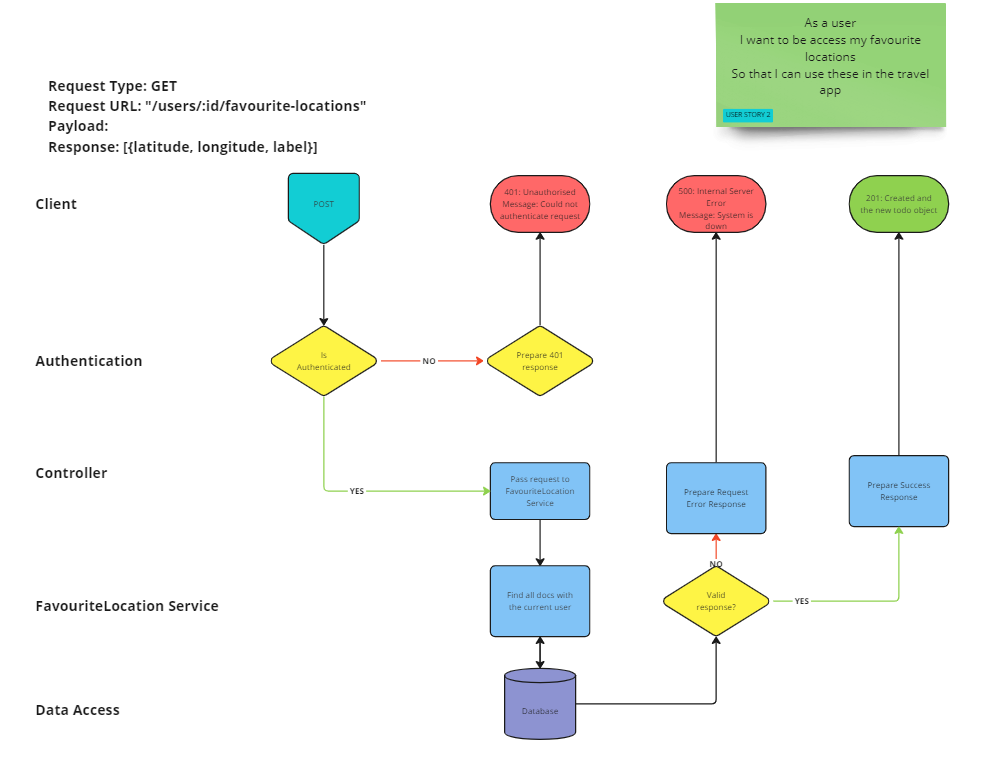 As a user
I want to be access my favourite
locations
So that I can use these in the travel
app
USER STORY 2
Request Type: GET
Request URL: "/users/:id/favourite-locations"
Payload:
Response: [{latitude, longitude, label}]
Client
POST
401: Unauthorised
Message: Could not
authenticate request
500: Internal Server
Error
Message: System is
down
201: Created and
the new todo object
Authentication
Is
Authenticated
NO
Prepare 401
response
Controller
YES
Pass request to
FavouriteLocation
Service
Prepare Request
Error Response
Prepare Success
Response
NO
FavouriteLocation Service
Find all docs with
the current user
Valid
response?
YES
Data Access
Database